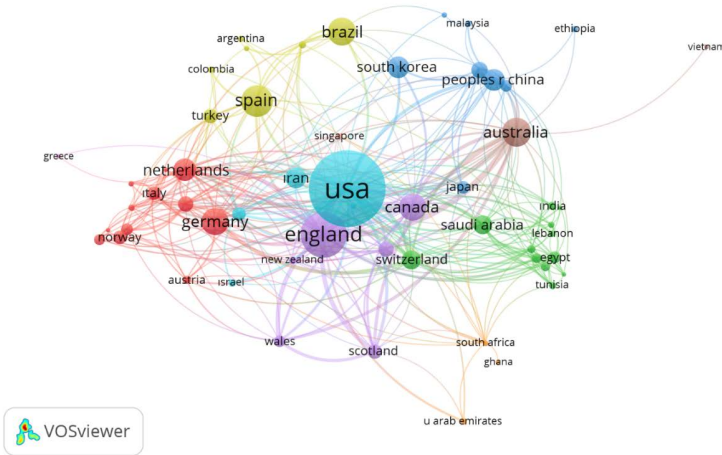 malaysia
ethiopia
argentina
brazil
vietnam
colombia
south korea
peoples r china
spain
turkey
australia
singapore
greece
netherlands
iran
usa
japan
italy
canada
india
germany
saudi arabia
lebanon
england
norway
new zealand
switzerland
egypt
austria
israel
tunisia
wales
scotland
south africa
ghana
u arab emirates
VOSviewer